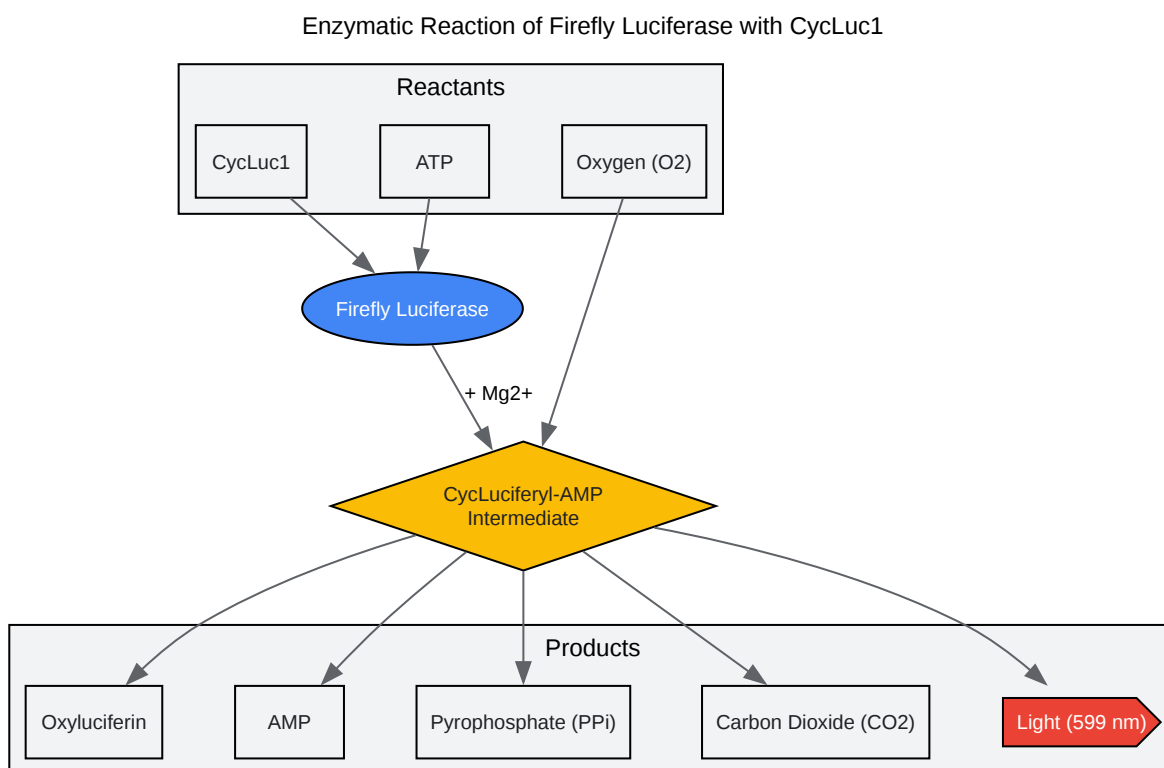 Enzymatic Reaction of Firefly Luciferase with CycLuc1
Reactants
CycLuc1
ATP
Oxygen (O2)
Firefly Luciferase
+ Mg2+
CycLuciferyl-AMP
Intermediate
Products
Oxyluciferin
AMP
Pyrophosphate (PPi)
Carbon Dioxide (CO2)
Light (599 nm)